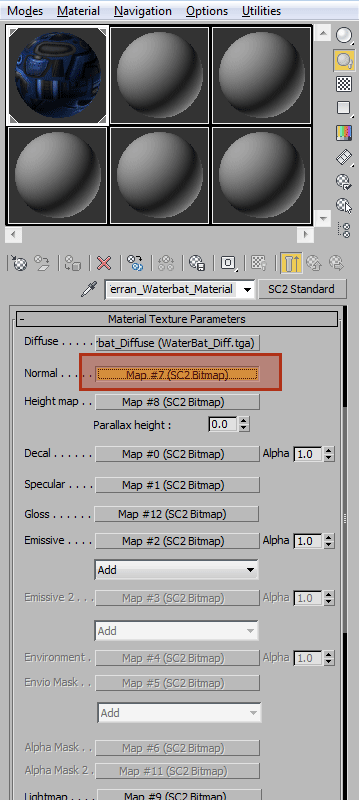 Modes Material Navigation Options Utilities
erran_Waterbat_Material SC2 Standard
- Material Texture Parameters
Diffuse . . . . . :bat_Diffuse (WaterBat_Diff.tga)
Normal . . . . . Map #7 (SC2 Bitmap)
Height map . . Map #8 (SC2 Bitmap)
Parallax height : 0.0
Decal . . . . . . Map #0 (SC2 Bitmap) Alpha 1.0
Specular . . . . Map #1 (SC2 Bitmap)
Gloss . . . . . . Map #12 (SC2 Bitmap)
Emissive . . . . Map #2 (SC2 Bitmap) Alpha 1.0
Add
Emissive 2 . . . Map #3 (SC2 Bitmap) Alpha 1.0
Add
Environment . Map #4 (SC2 Bitmap) Alpha 1.0
Envio Mask . . Map #5 (SC2 Bitmap)
Add
Alpha Mask . . Map #6 (SC2 Bitmap)
Alpha Mask 2 . Map #11 (SC2 Bitmap)
Lightmap . . . . Map #9 (SC2 Bitmap)